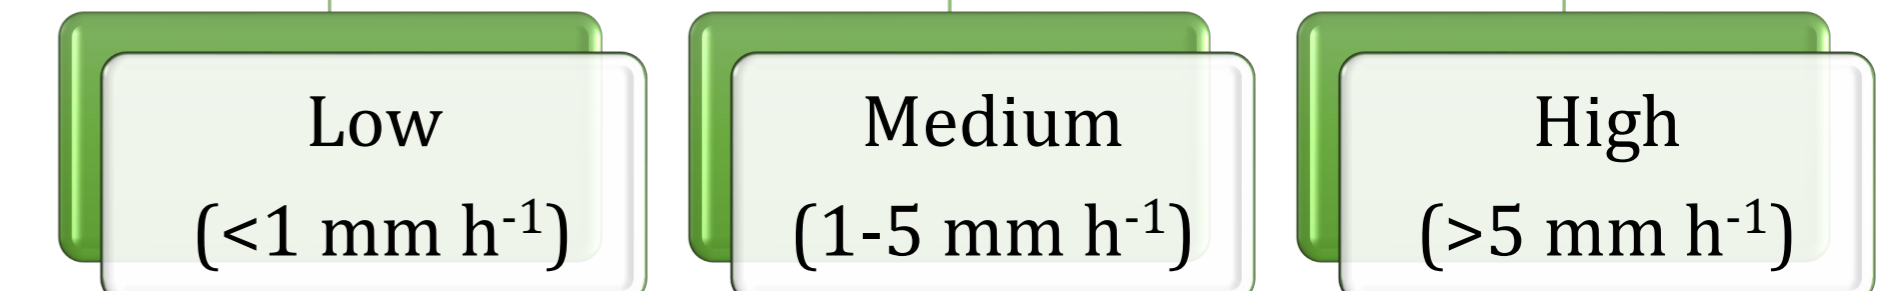 Low
(<1 mm h⁻¹)
Medium
(1-5 mm h⁻¹)
High
(>5 mm h⁻¹)